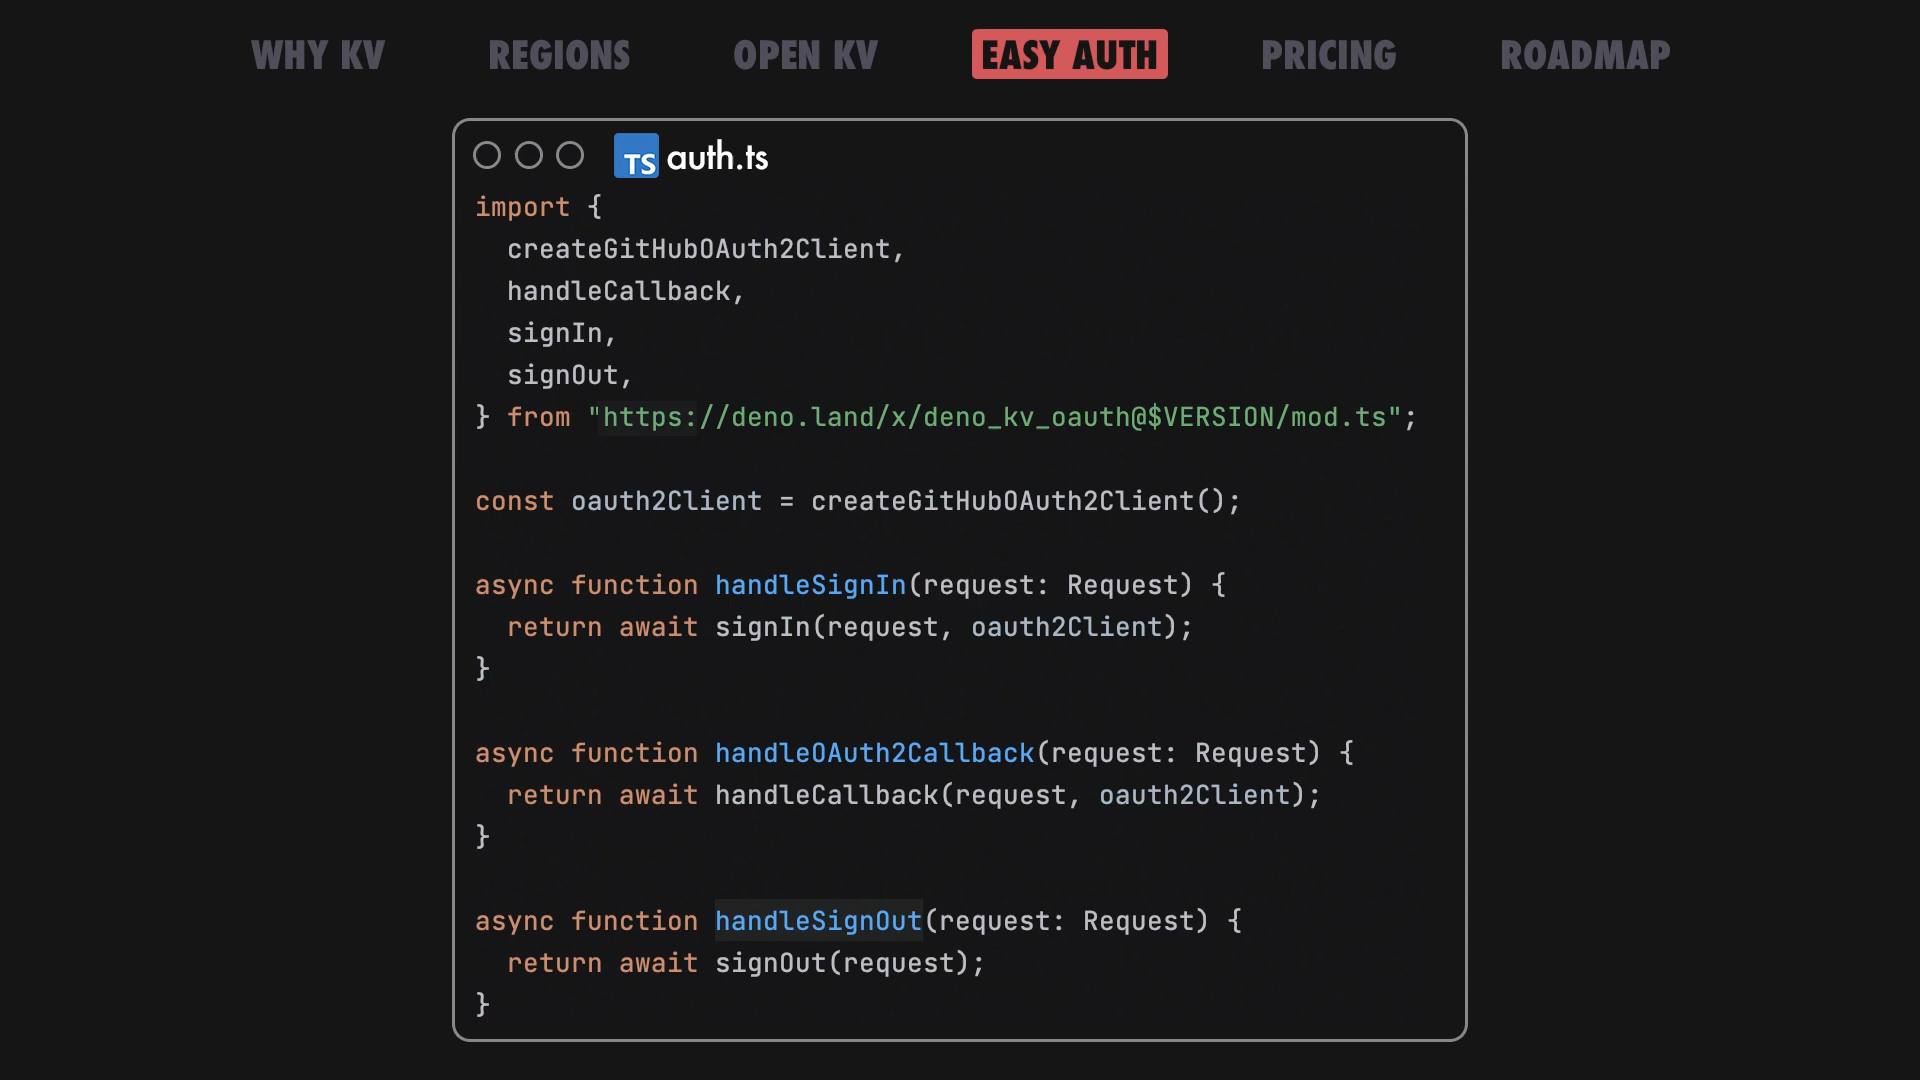 WHY KV REGIONS OPEN KV EASY AUTH PRICING ROADMAP
TS auth.ts
import {
  createGitHubOAuth2Client,
  handleCallback,
  signIn,
  signOut,
} from "https://deno.land/x/deno_kv_oauth@$VERSION/mod.ts";
const oauth2Client = createGitHubOAuth2Client();
async function handleSignIn(request: Request) {
  return await signIn(request, oauth2Client);
}
async function handleOAuth2Callback(request: Request) {
  return await handleCallback(request, oauth2Client);
}
async function handleSignOut(request: Request) {
  return await signOut(request);
}